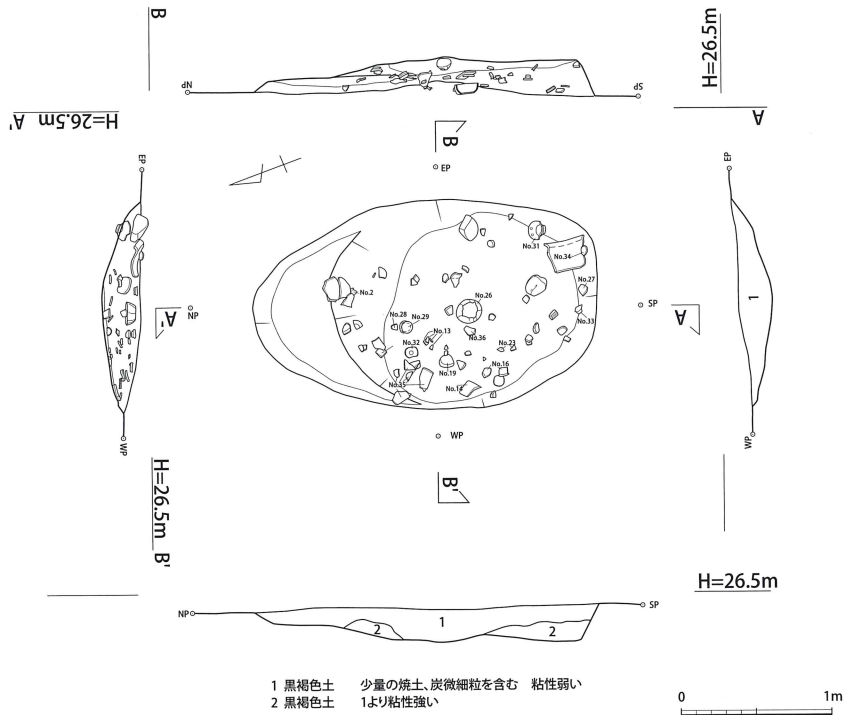 B
H=26.5m
NP
SP
A' H=26.5m
A
B
EP
EP
EP
No.31
No.34
No.2
No.27
No.26
A'
NP
SP
A
1
No.28
No.29
No.33
No.13
No.36
No.32
No.23
No.16
No.19
No.35
No.14
WP
WP
WP
H=26.5m B'
B'
H=26.5m
NP
SP
1
2
2
1 黒褐色土 少量の焼土、炭微細粒を含む 粘性弱い
2 黒褐色土 1より粘性強い
0 1m